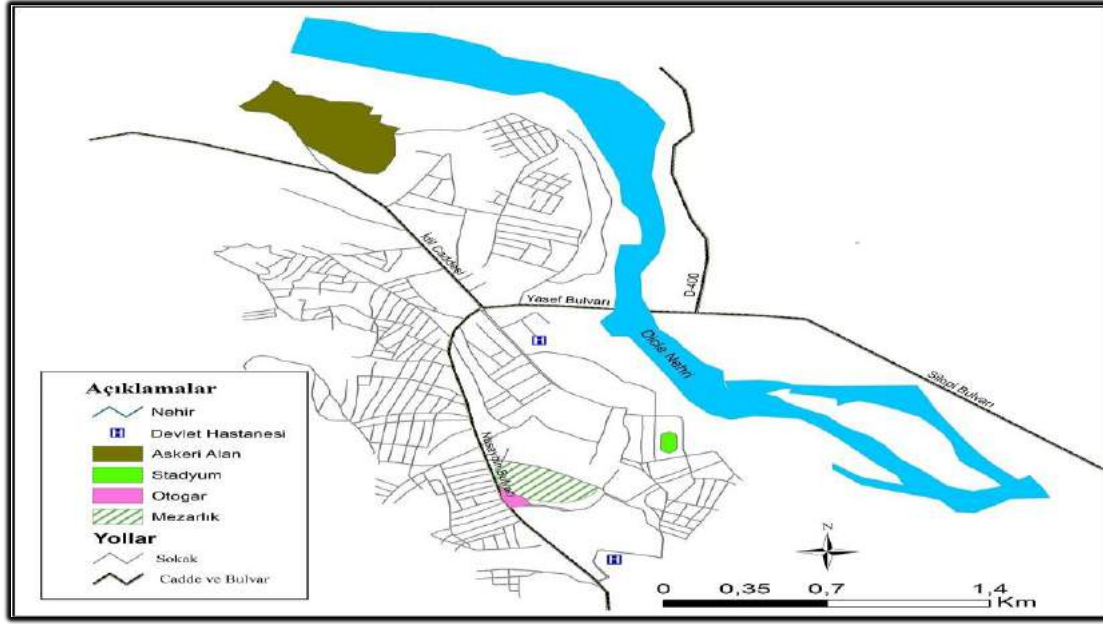 İdil Caddesi
Yasef Bulvarı
D-400
Dicle Nehri
Silopi Bulvarı
Nusaybin Bulvarı
H
H
Açıklamalar
Nehir
H Devlet Hastanesi
Askeri Alan
Stadyum
Otogar
Mezarlık
Yollar
Sokak
Cadde ve Bulvar
N
0 0,35 0,7 1,4
Km